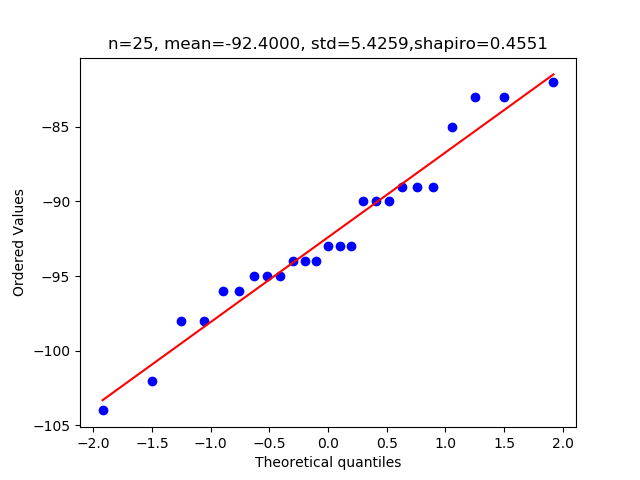 n=25, mean=-92.4000, std=5.4259,shapiro=0.4551
Ordered Values
−85
−90
−95
−100
−105
−2.0 −1.5 −1.0 −0.5 0.0 0.5 1.0 1.5 2.0
Theoretical quantiles